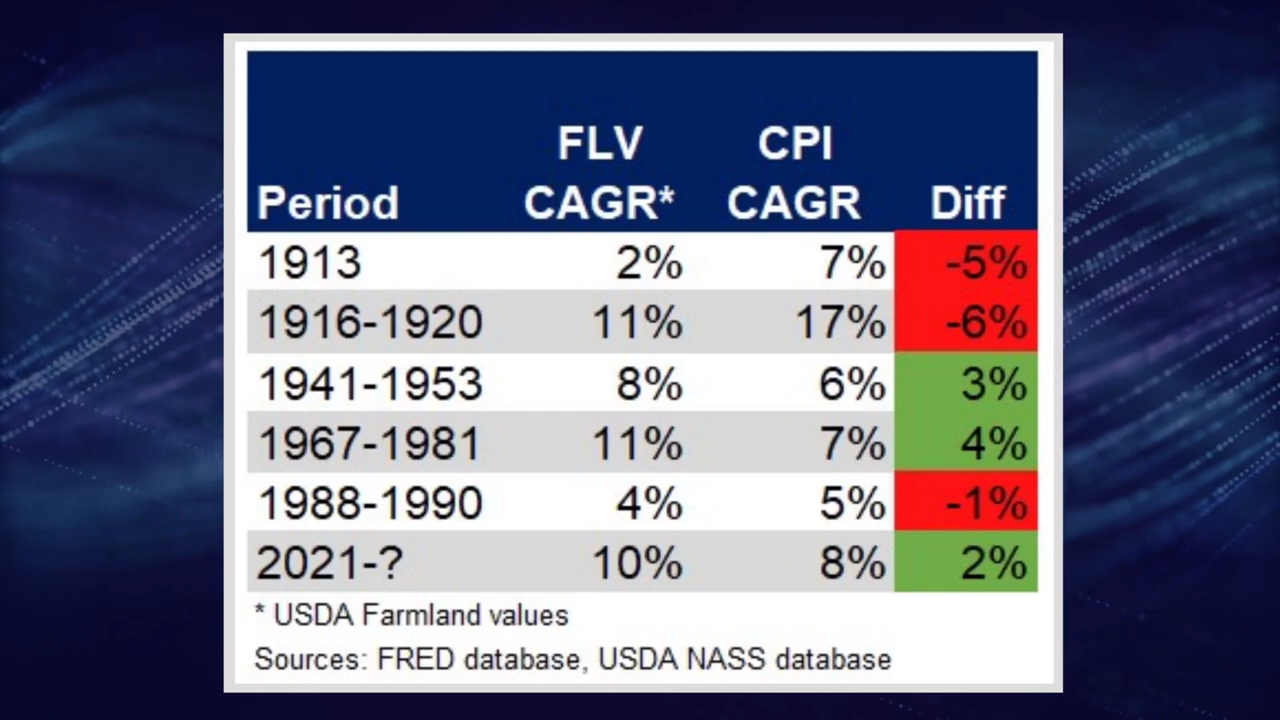 FLV CPI
Period CAGR* CAGR Diff
1913 2% 7% -5%
1916-1920 11% 17% -6%
1941-1953 8% 6% 3%
1967-1981 11% 7% 4%
1988-1990 4% 5% -1%
2021-? 10% 8% 2%
* USDA Farmland values
Sources: FRED database, USDA NASS database